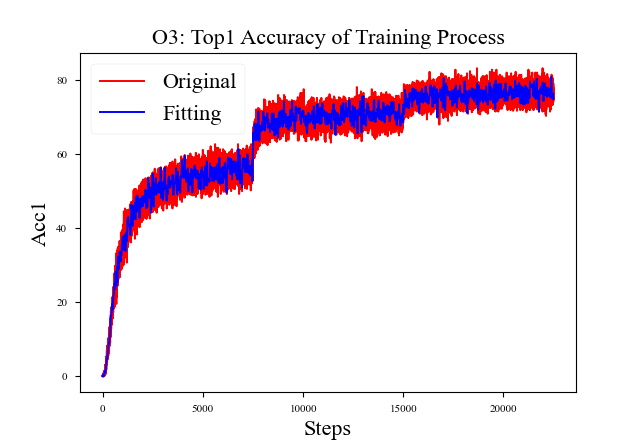 O3: Top1 Accuracy of Training Process
Original
Fitting
Acc1
80
60
40
20
0
0 5000 10000 15000 20000
Steps